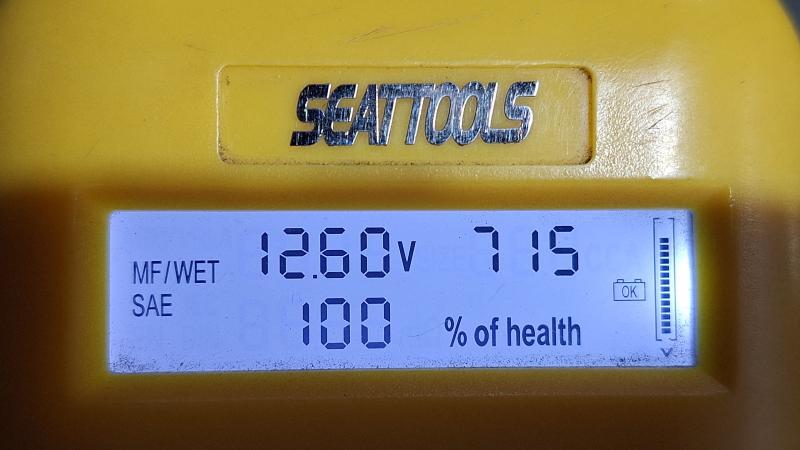 SEATTOOLS
MF/WET 12.60V 715
SAE
OK
100 % of health